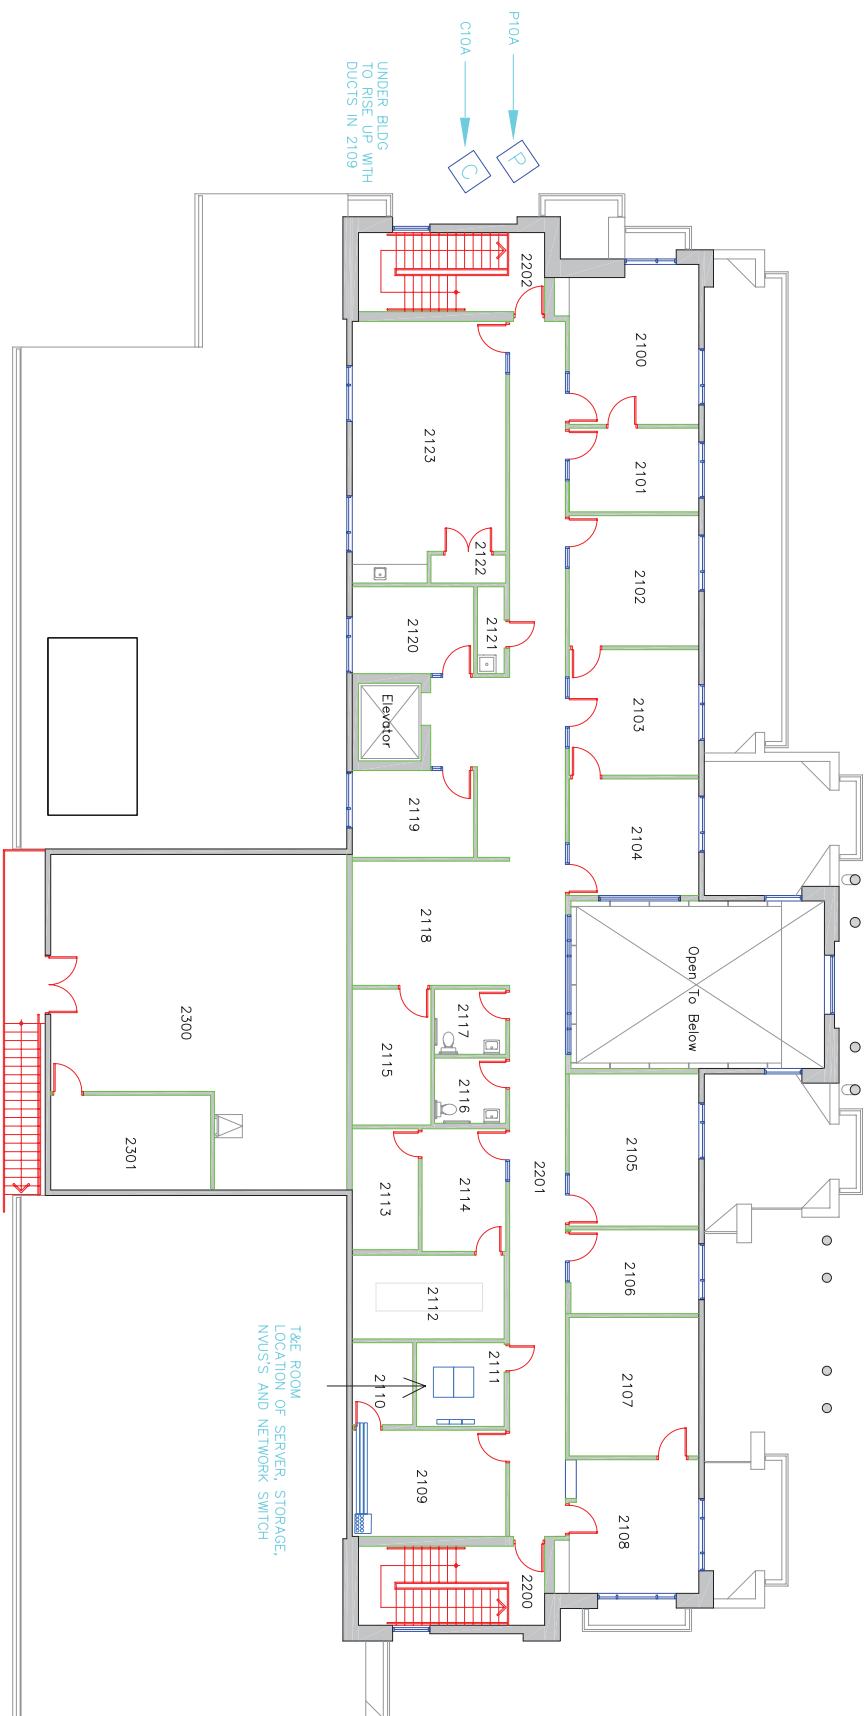 P10A
P
C10A
C
UNDER BLDG
TO RISE UP WITH
DUCTS IN 2109
2202
2100
2101
2102
2103
2104
Open To Below
2105
2106
2107
2108
2123
2122
2121
2120
Elevator
2119
2118
2117
2116
2115
2114
2113
2112
2111
2110
2109
2201
2200
2300
2301
T&E ROOM
LOCATION OF SERVER, STORAGE,
NVUS'S AND NETWORK SWITCH